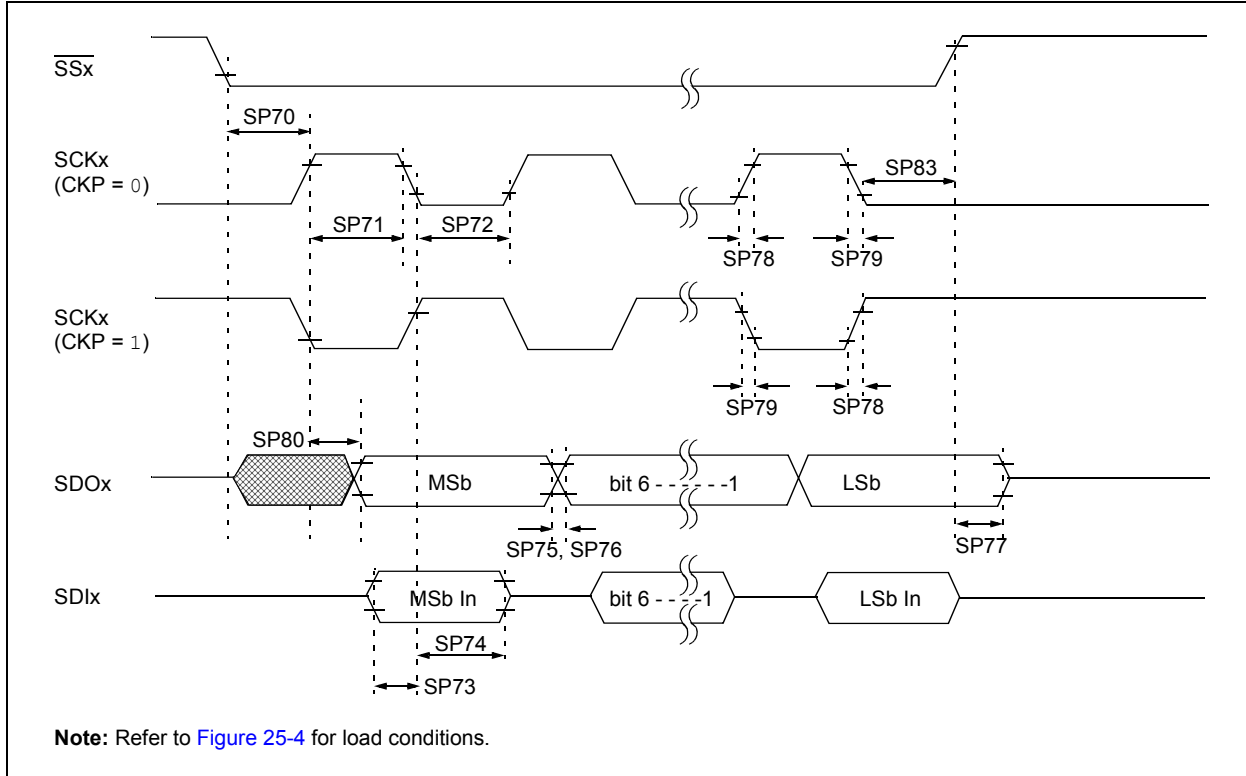 SSx
SP70
SCKx
(CKP = 0)
SP83
SP71
SP72
SP78
SP79
SCKx
(CKP = 1)
SP79
SP78
SP80
SDOx
MSb
bit 6 - - - - - - -1
LSb
SP75, SP76
SP77
SDIx
MSb In
bit 6 - - - - -1
LSb In
SP74
SP73
Note: Refer to Figure 25-4 for load conditions.